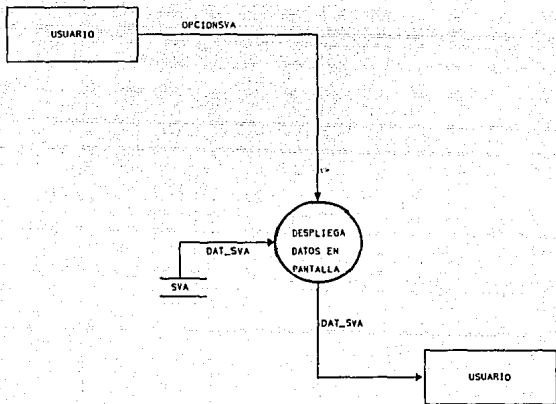 OPCIONSVA
USUARIO
DESPLIEGA
DATOS EN
PANTALLA
DAT_SVA
SVA
DAT_SVA
USUARIO